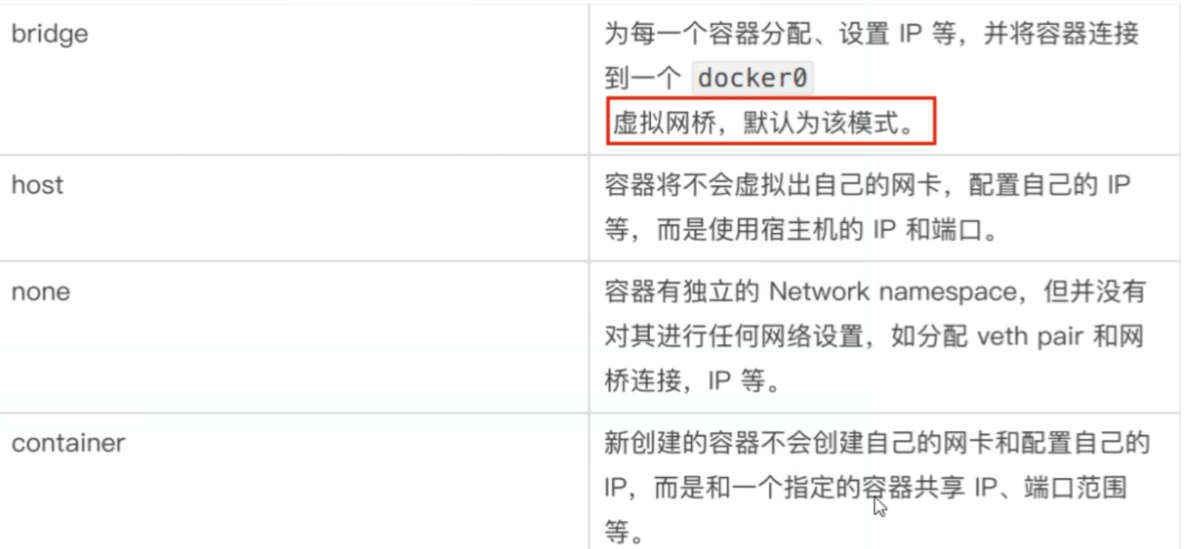 bridge
为每一个容器分配、设置 IP 等，并将容器连接
到一个 docker0
虚拟网桥，默认为该模式。
host
容器将不会虚拟出自己的网卡，配置自己的 IP
等，而是使用宿主机的 IP 和端口。
none
容器有独立的 Network namespace，但并没有
对其进行任何网络设置，如分配 veth pair 和网
桥连接，IP 等。
container
新创建的容器不会创建自己的网卡和配置自己的
IP，而是和一个指定的容器共享 IP、端口范围
等。